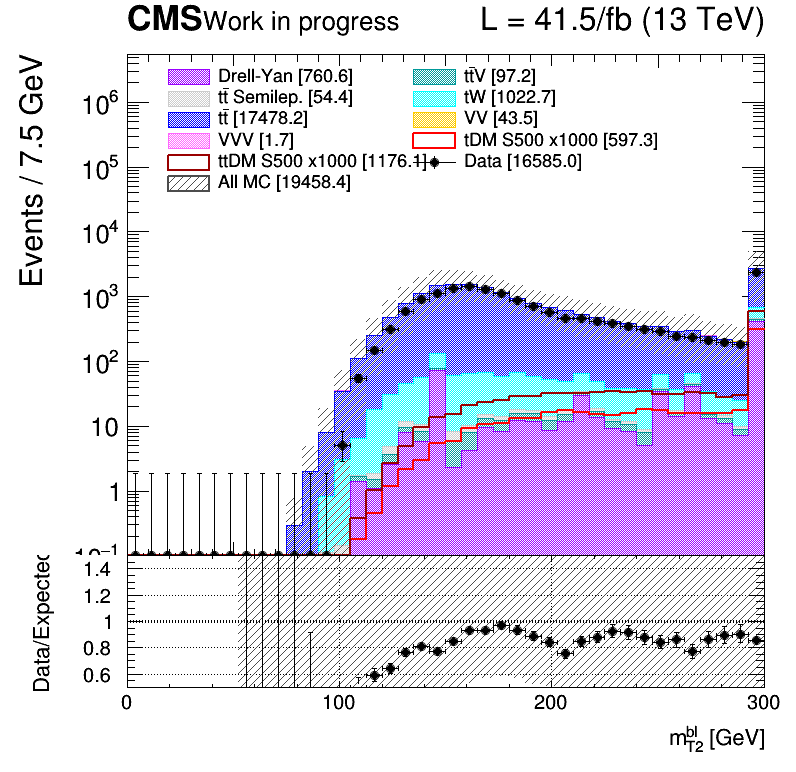 CMS Work in progress L = 41.5/fb (13 TeV)
Events / 7.5 GeV
Drell-Yan [760.6] tt̄V [97.2]
tt̄ Semilep. [54.4] tW [1022.7]
tt̄ [17478.2] VV [43.5]
VVV [1.7] tDM S500 x1000 [597.3]
ttDM S500 x1000 [1176.1] Data [16585.0]
All MC [19458.4]
10⁶
10⁵
10⁴
10³
10²
10
1
10⁻¹
Data/Expected
1.4
1.2
1
0.8
0.6
0 100 200 300
m_{T2}^{bl} [GeV]